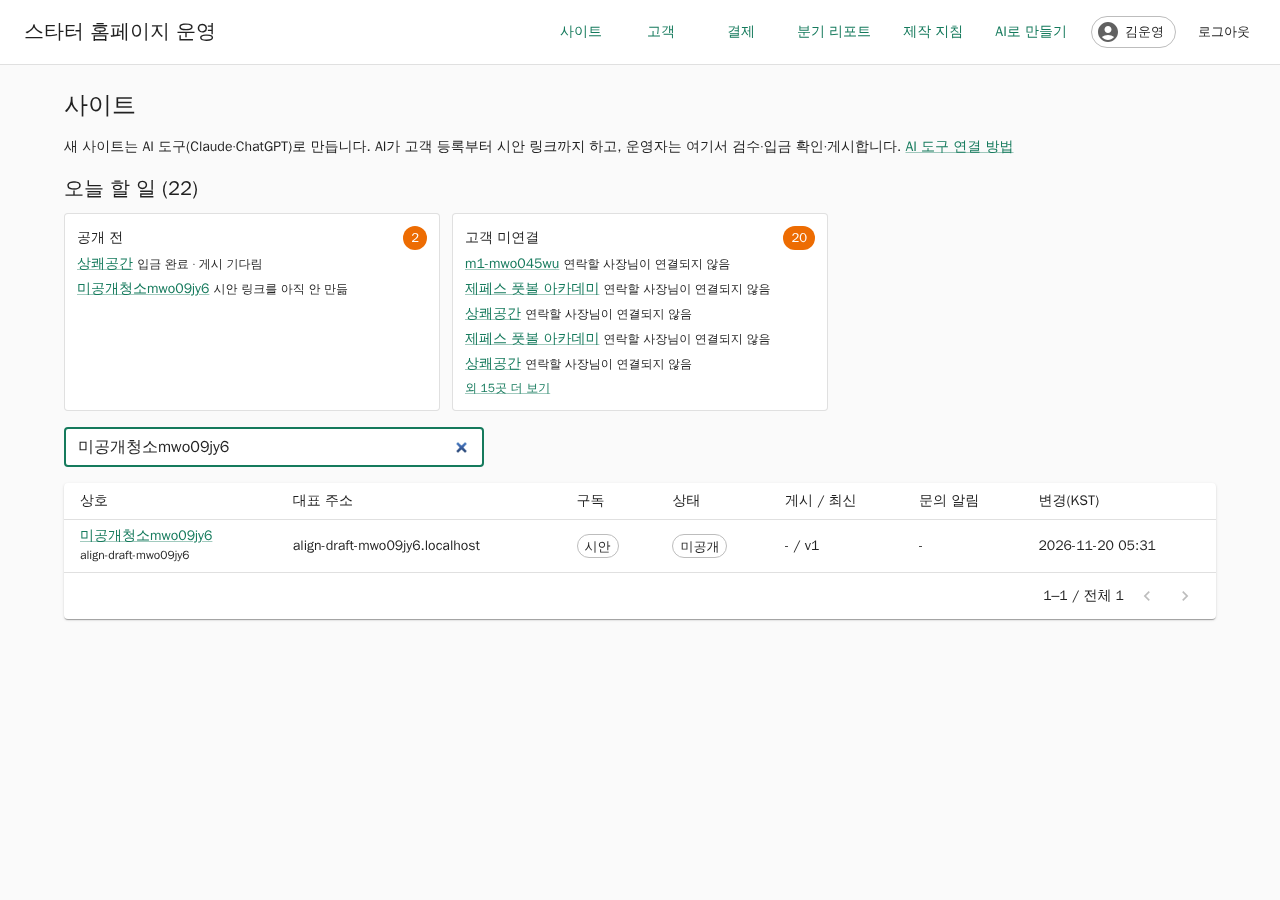 스타터 홈페이지 운영
사이트
고객
결제
분기 리포트
제작 지침
AI로 만들기
김운영
로그아웃
사이트
새 사이트는 AI 도구(Claude·ChatGPT)로 만듭니다. AI가 고객 등록부터 시안 링크까지 하고, 운영자는 여기서 검수·입금 확인·게시합니다. AI 도구 연결 방법
오늘 할 일 (22)
공개 전 2
상쾌공간 입금 완료 · 게시 기다림
미공개청소mwo09jy6 시안 링크를 아직 안 만듦
고객 미연결 20
m1-mwo045wu 연락할 사장님이 연결되지 않음
제페스 풋볼 아카데미 연락할 사장님이 연결되지 않음
상쾌공간 연락할 사장님이 연결되지 않음
제페스 풋볼 아카데미 연락할 사장님이 연결되지 않음
상쾌공간 연락할 사장님이 연결되지 않음
외 15곳 더 보기
미공개청소mwo09jy6
상호 대표 주소 구독 상태 게시 / 최신 문의 알림 변경(KST)
미공개청소mwo09jy6
align-draft-mwo09jy6
align-draft-mwo09jy6.localhost 시안 미공개 - / v1 - 2026-11-20 05:31
1–1 / 전체 1